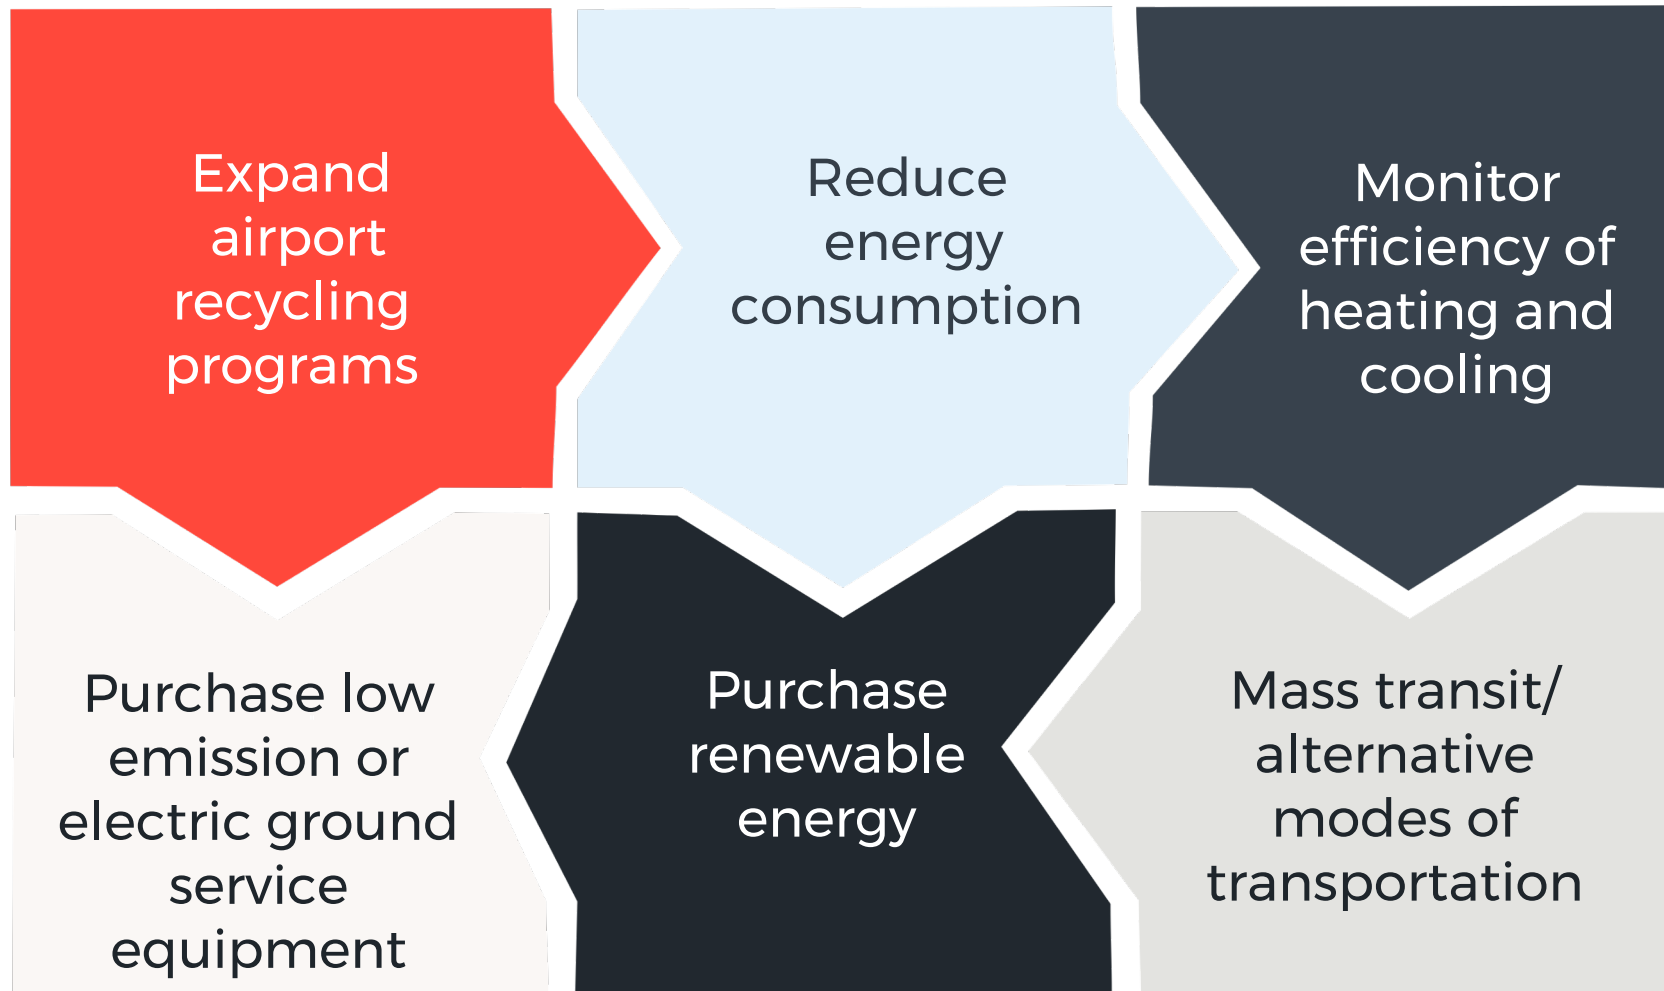 Expand
airport
recycling
programs
Reduce
energy
consumption
Monitor
efficiency of
heating and
cooling
Purchase low
emission or
electric ground
service
equipment
Purchase
renewable
energy
Mass transit/
alternative
modes of
transportation